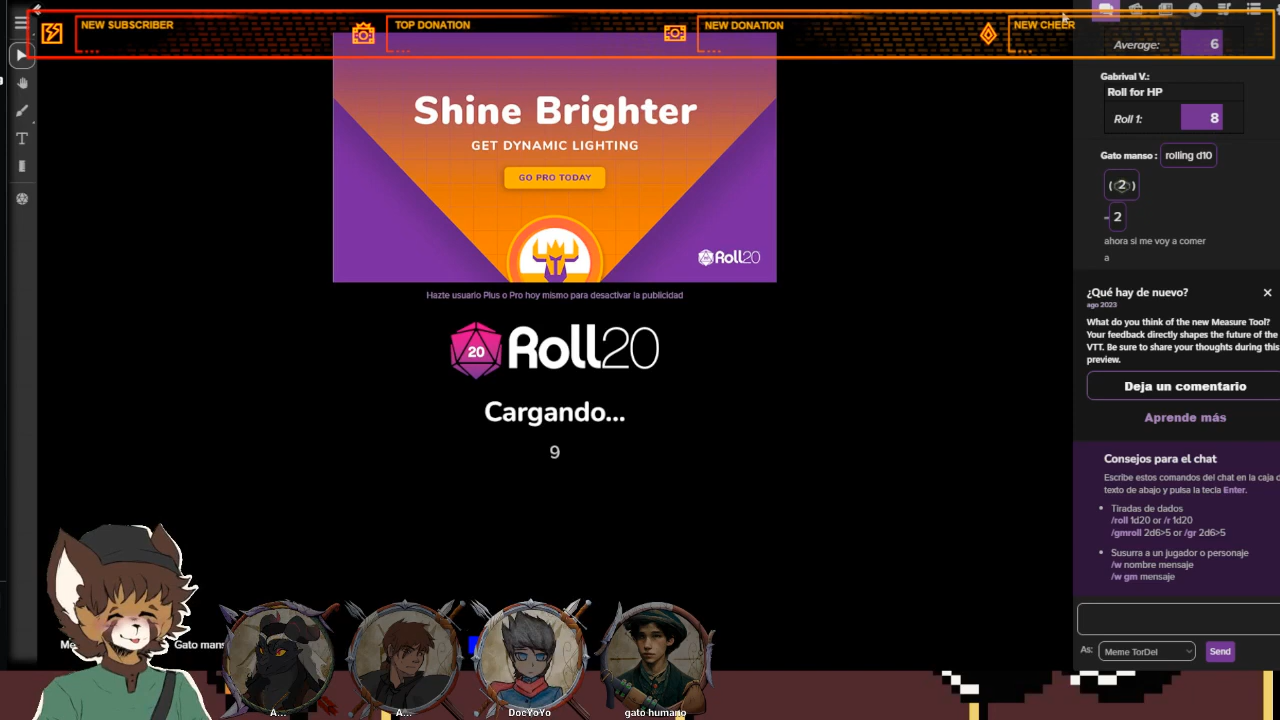 NEW SUBSCRIBER
TOP DONATION
NEW DONATION
NEW CHEER
Shine Brighter
GET DYNAMIC LIGHTING
GO PRO TODAY
Roll20
Hazte usuario Plus o Pro hoy mismo para desactivar la publicidad
20
Roll20
Cargando...
9
Average:
6
Gabrival V.:
Roll for HP
Roll 1:
8
Gato manso :
rolling d10
(2)
=2
ahora si me voy a comer
a
¿Qué hay de nuevo?
ago 2023
What do you think of the new Measure Tool?
Your feedback directly shapes the future of the
VTT. Be sure to share your thoughts during this
preview.
Deja un comentario
Aprende más
Consejos para el chat
Escribe estos comandos del chat en la caja
texto de abajo y pulsa la tecla Enter.
• Tiradas de dados
/roll 1d20 or /r 1d20
/gmroll 2d6>5 or /gr 2d6>5
• Susurra a un jugador o personaje
/w nombre mensaje
/w gm mensaje
As:
Meme TorDel
Send
Me
Gato mans
A...
A...
DocYoYo
gato humano